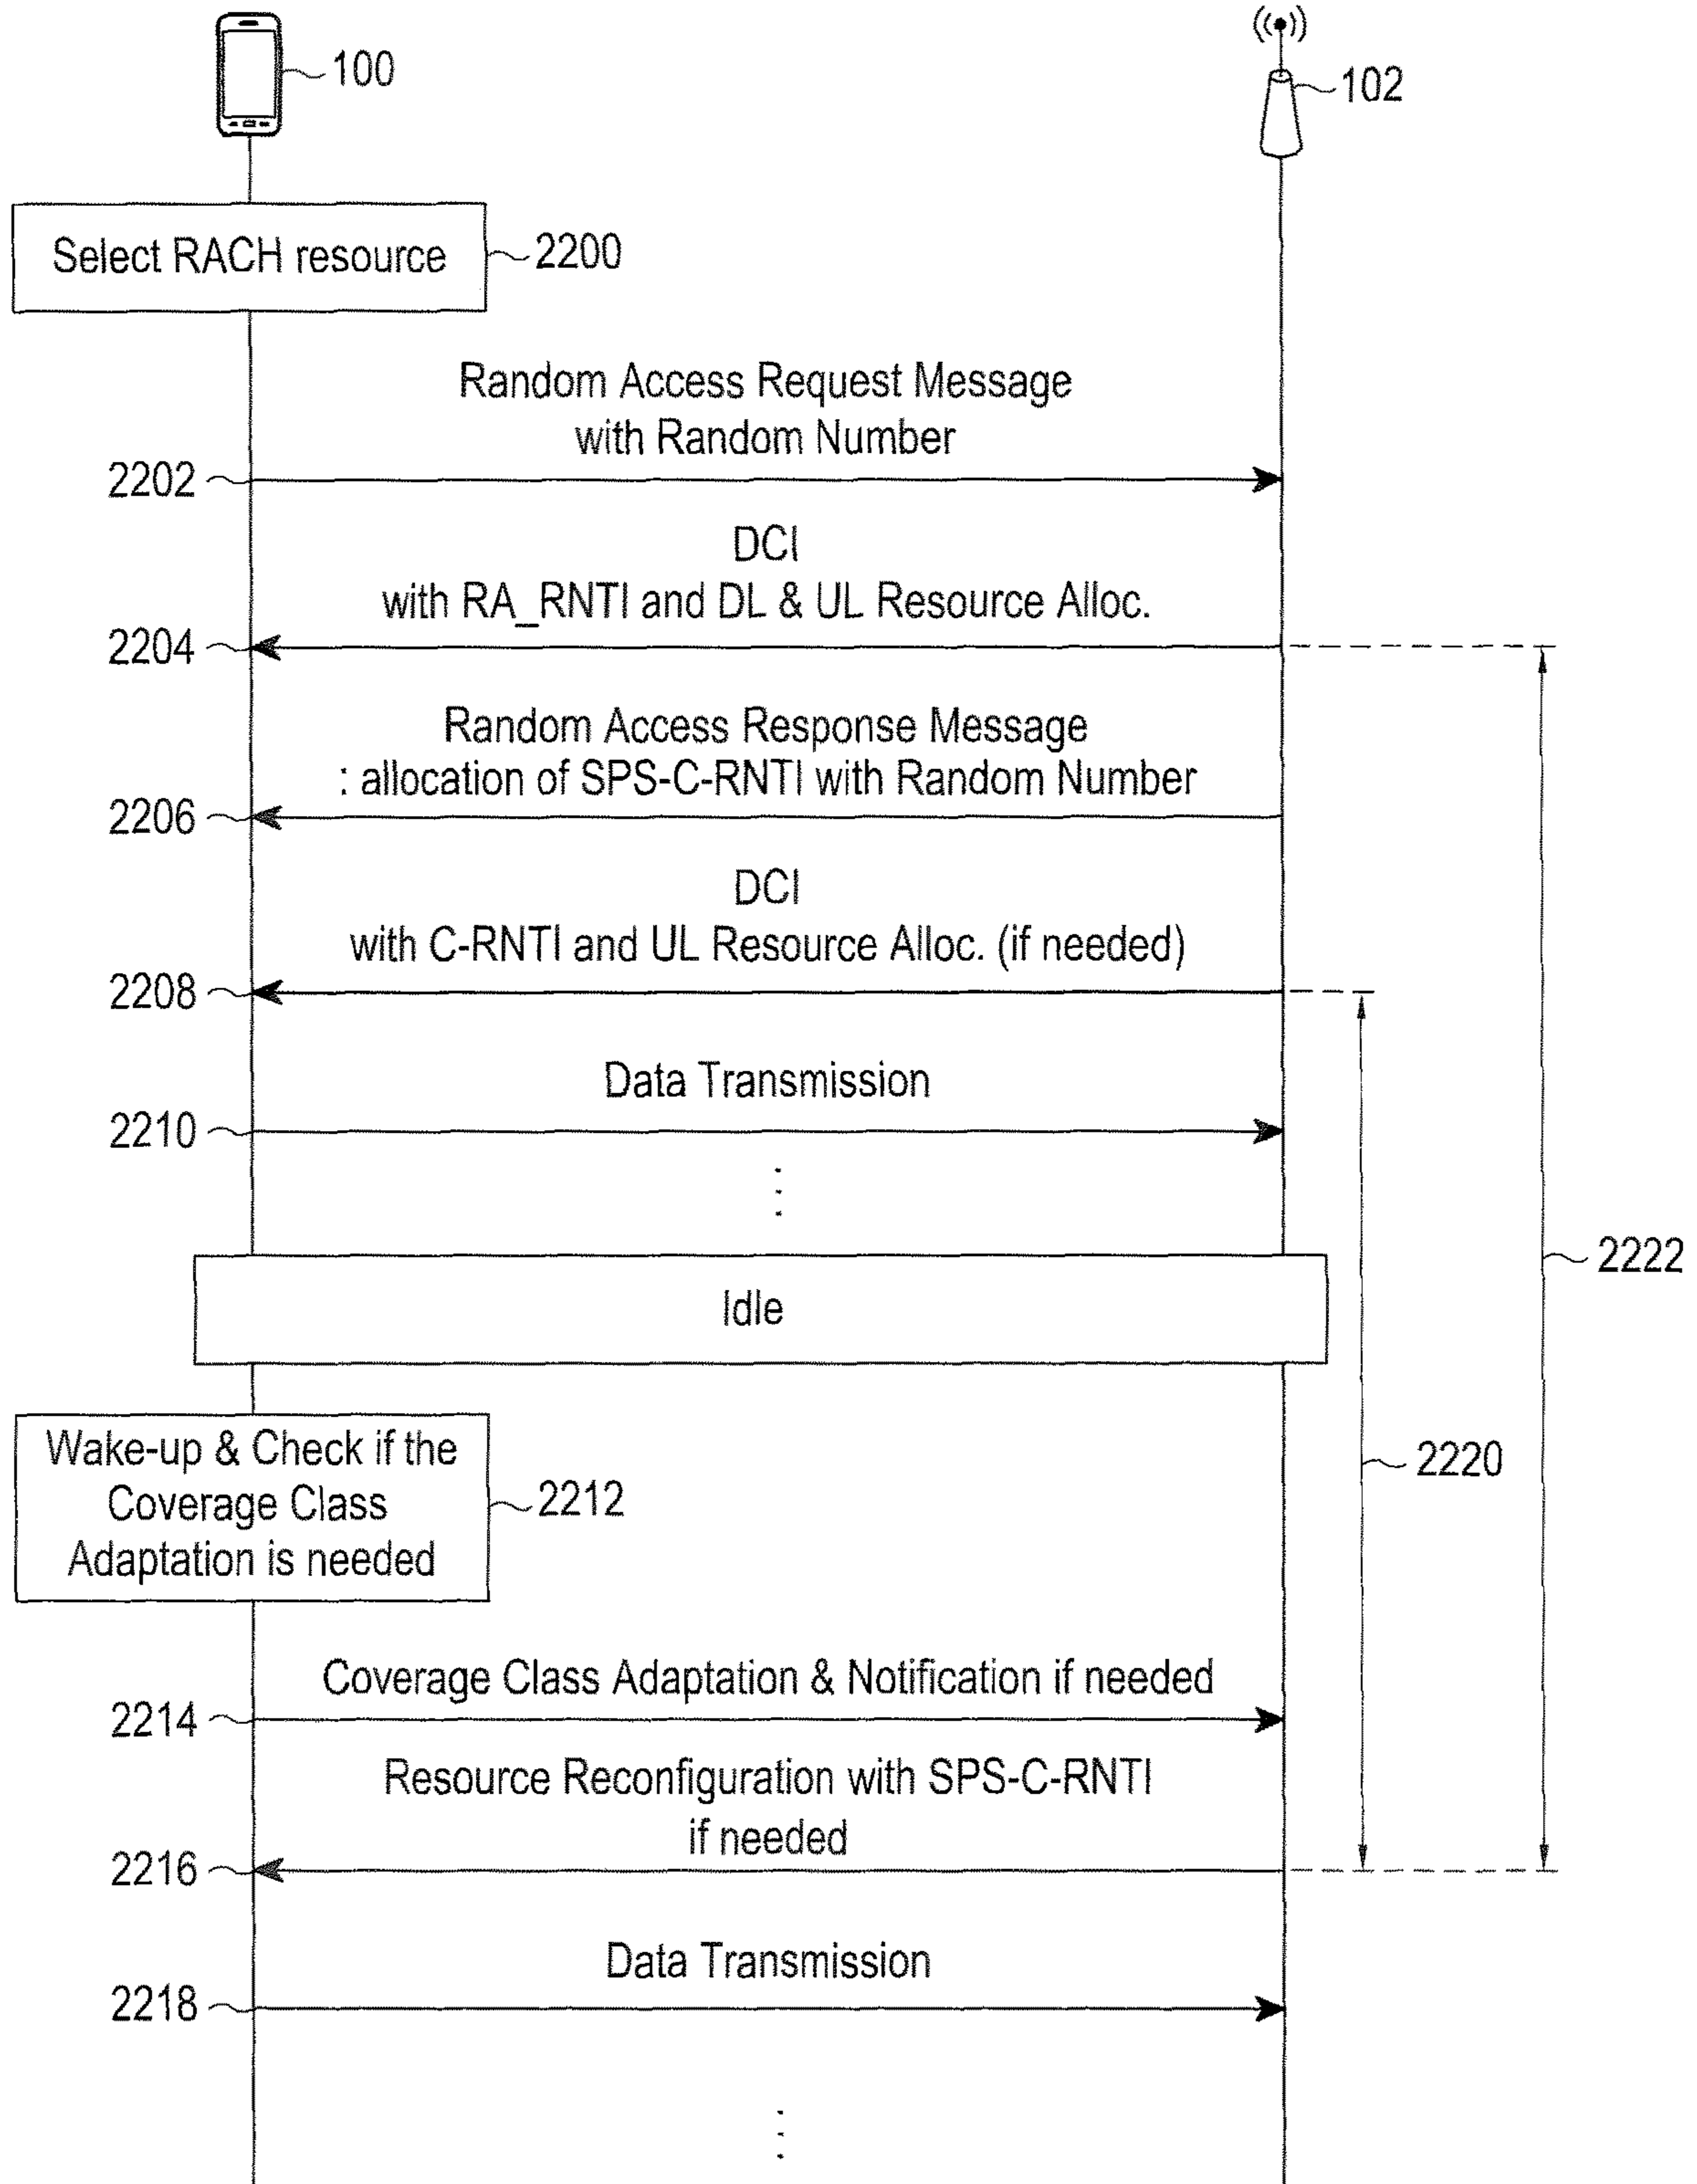 100
102
Select RACH resource
2200
Random Access Request Message
with Random Number
2202
DCI
with RA_RNTI and DL & UL Resource Alloc.
2204
Random Access Response Message
: allocation of SPS-C-RNTI with Random Number
2206
DCI
with C-RNTI and UL Resource Alloc. (if needed)
2208
Data Transmission
2210
2222
Idle
Wake-up & Check if the
Coverage Class
Adaptation is needed
2212
2220
Coverage Class Adaptation & Notification if needed
2214
Resource Reconfiguration with SPS-C-RNTI
if needed
2216
Data Transmission
2218